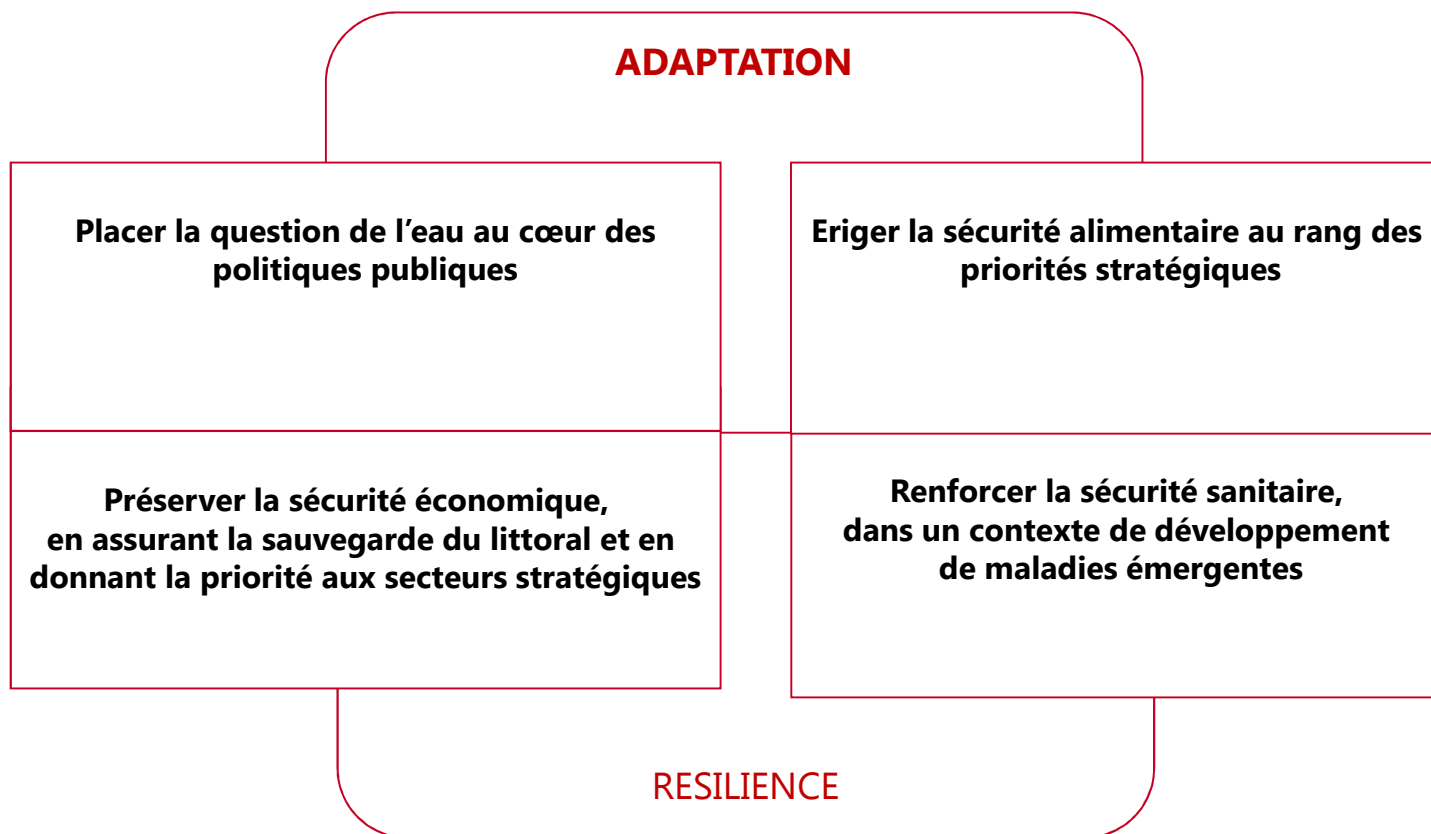 ADAPTATION
Placer la question de l’eau au cœur des
politiques publiques
Eriger la sécurité alimentaire au rang des
priorités stratégiques
Préserver la sécurité économique,
en assurant la sauvegarde du littoral et en
donnant la priorité aux secteurs stratégiques
Renforcer la sécurité sanitaire,
dans un contexte de développement
de maladies émergentes
RESILIENCE